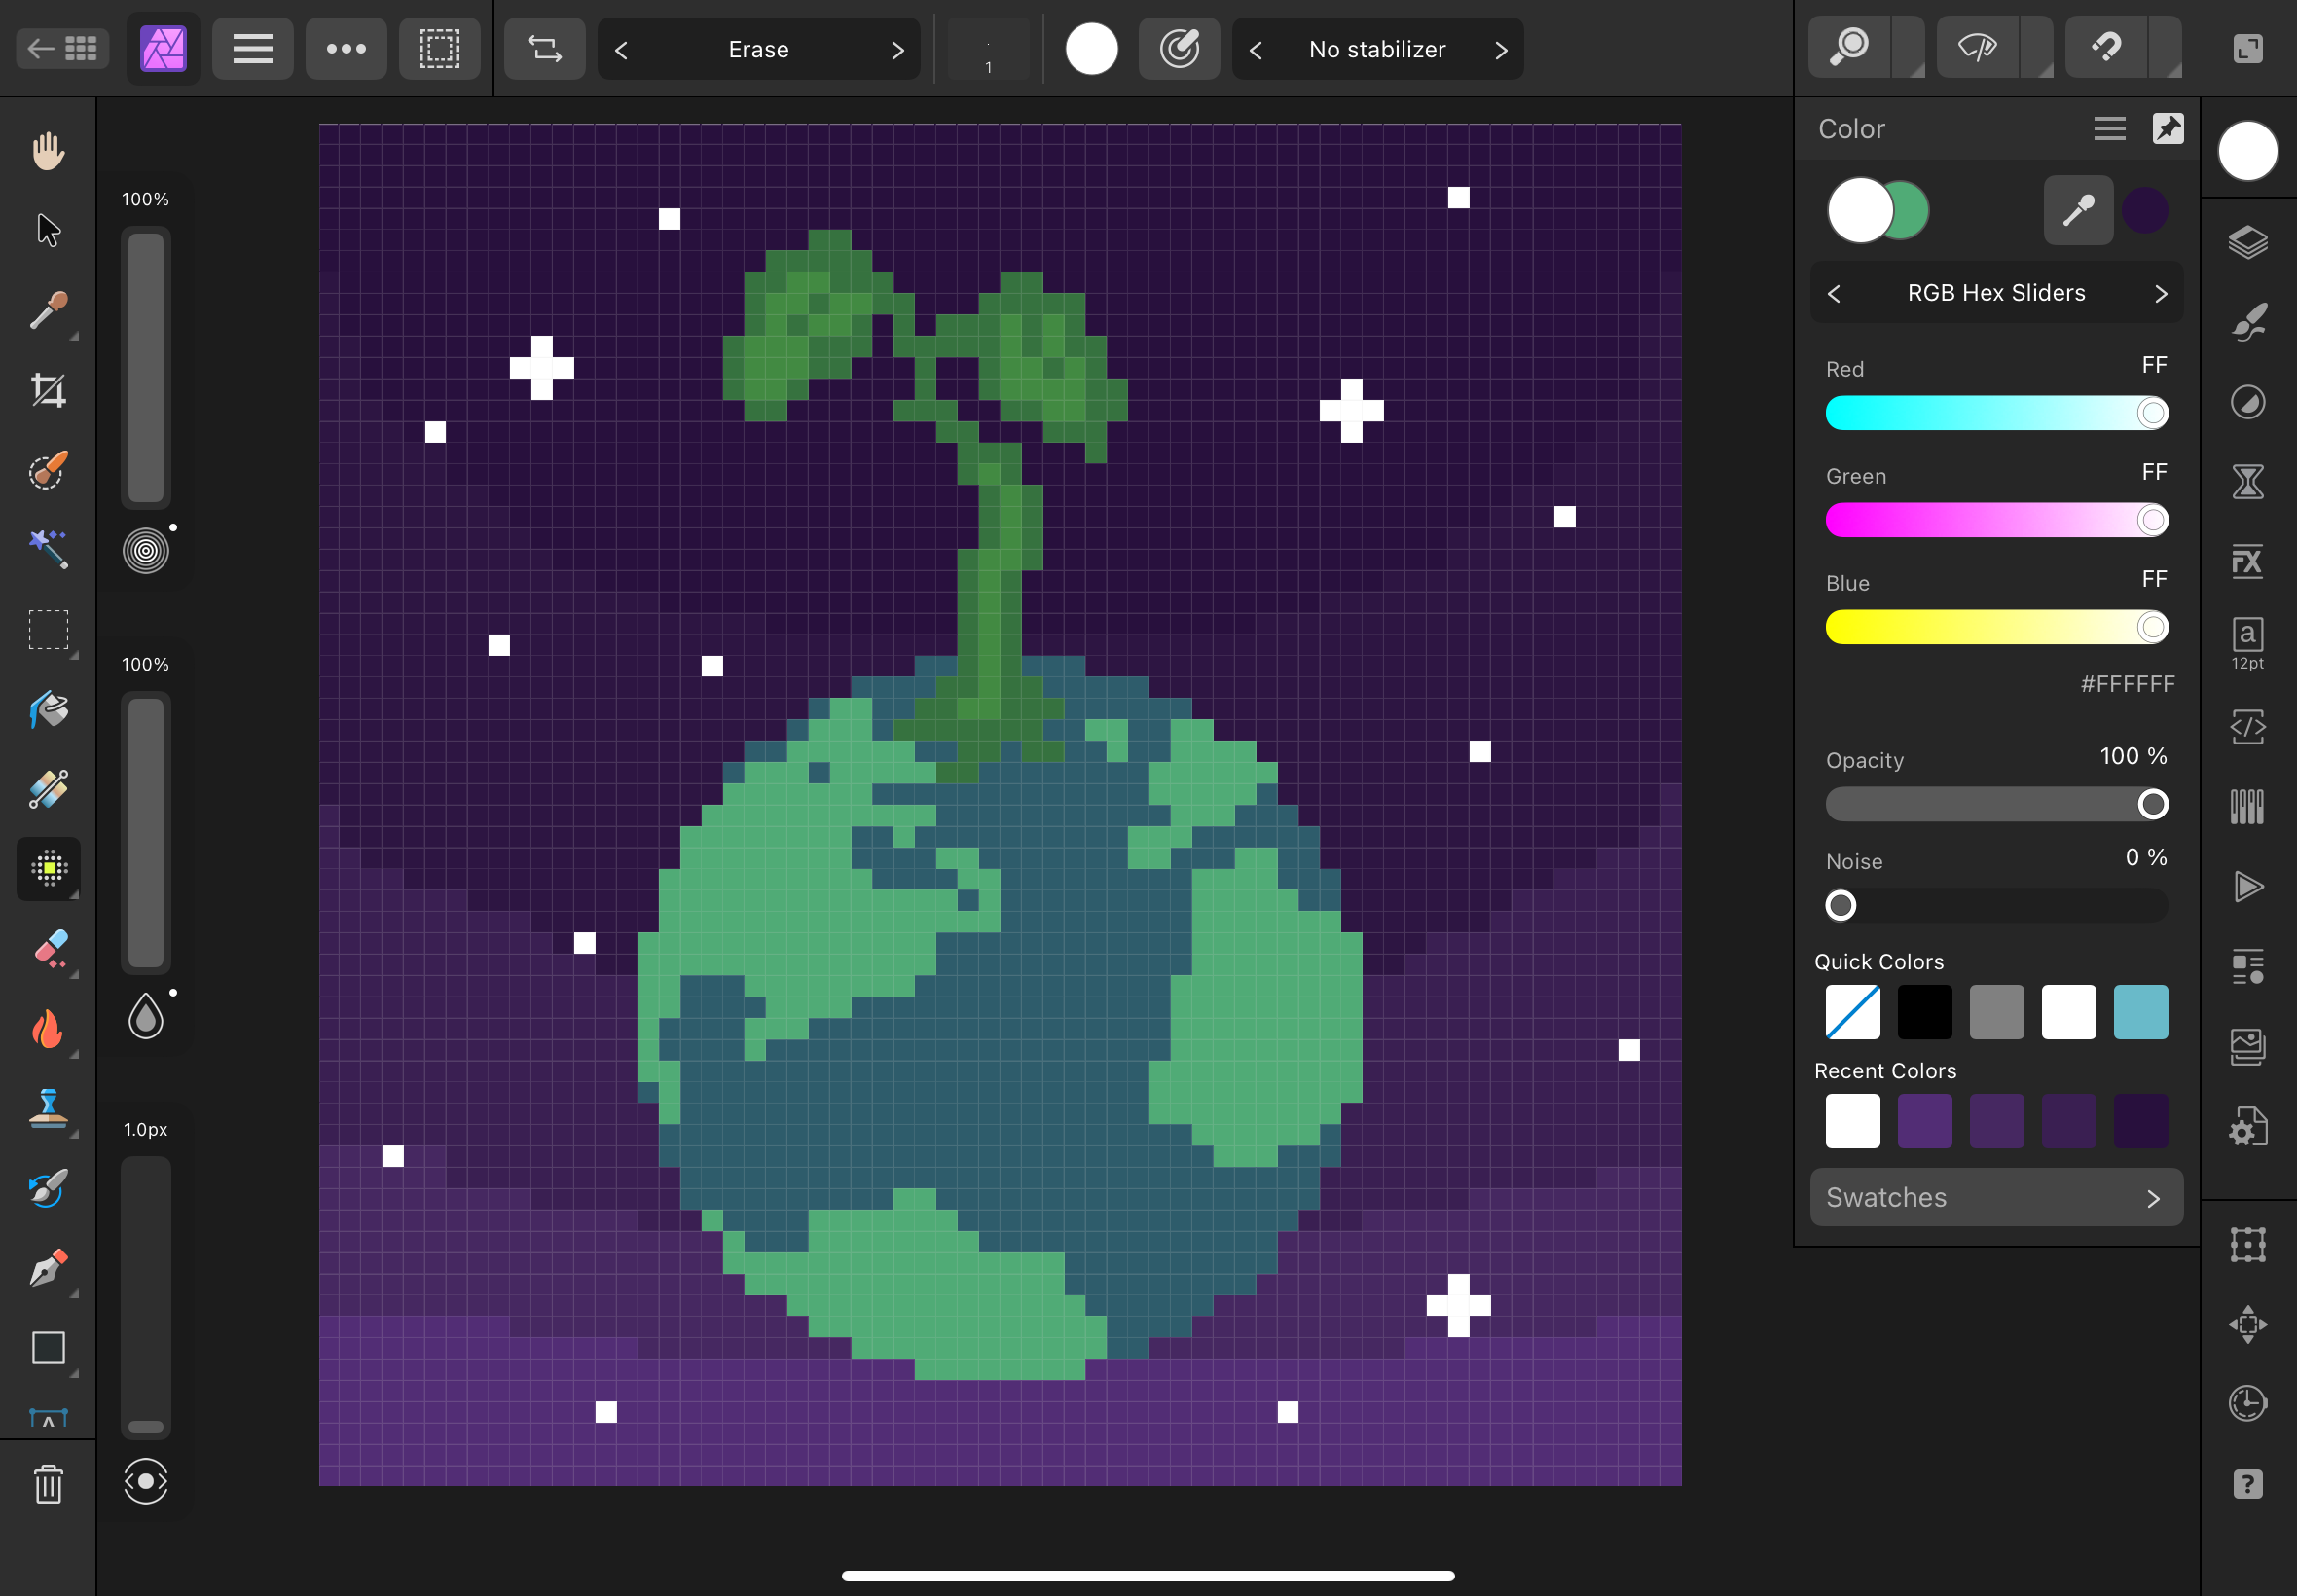 Erase
1
No stabilizer
100%
100%
1.0px
Color
RGB Hex Sliders
Red
FF
Green
FF
Blue
FF
#FFFFFF
Opacity
100 %
Noise
0 %
Quick Colors
Recent Colors
Swatches
FX
a
12pt
</>
?
A